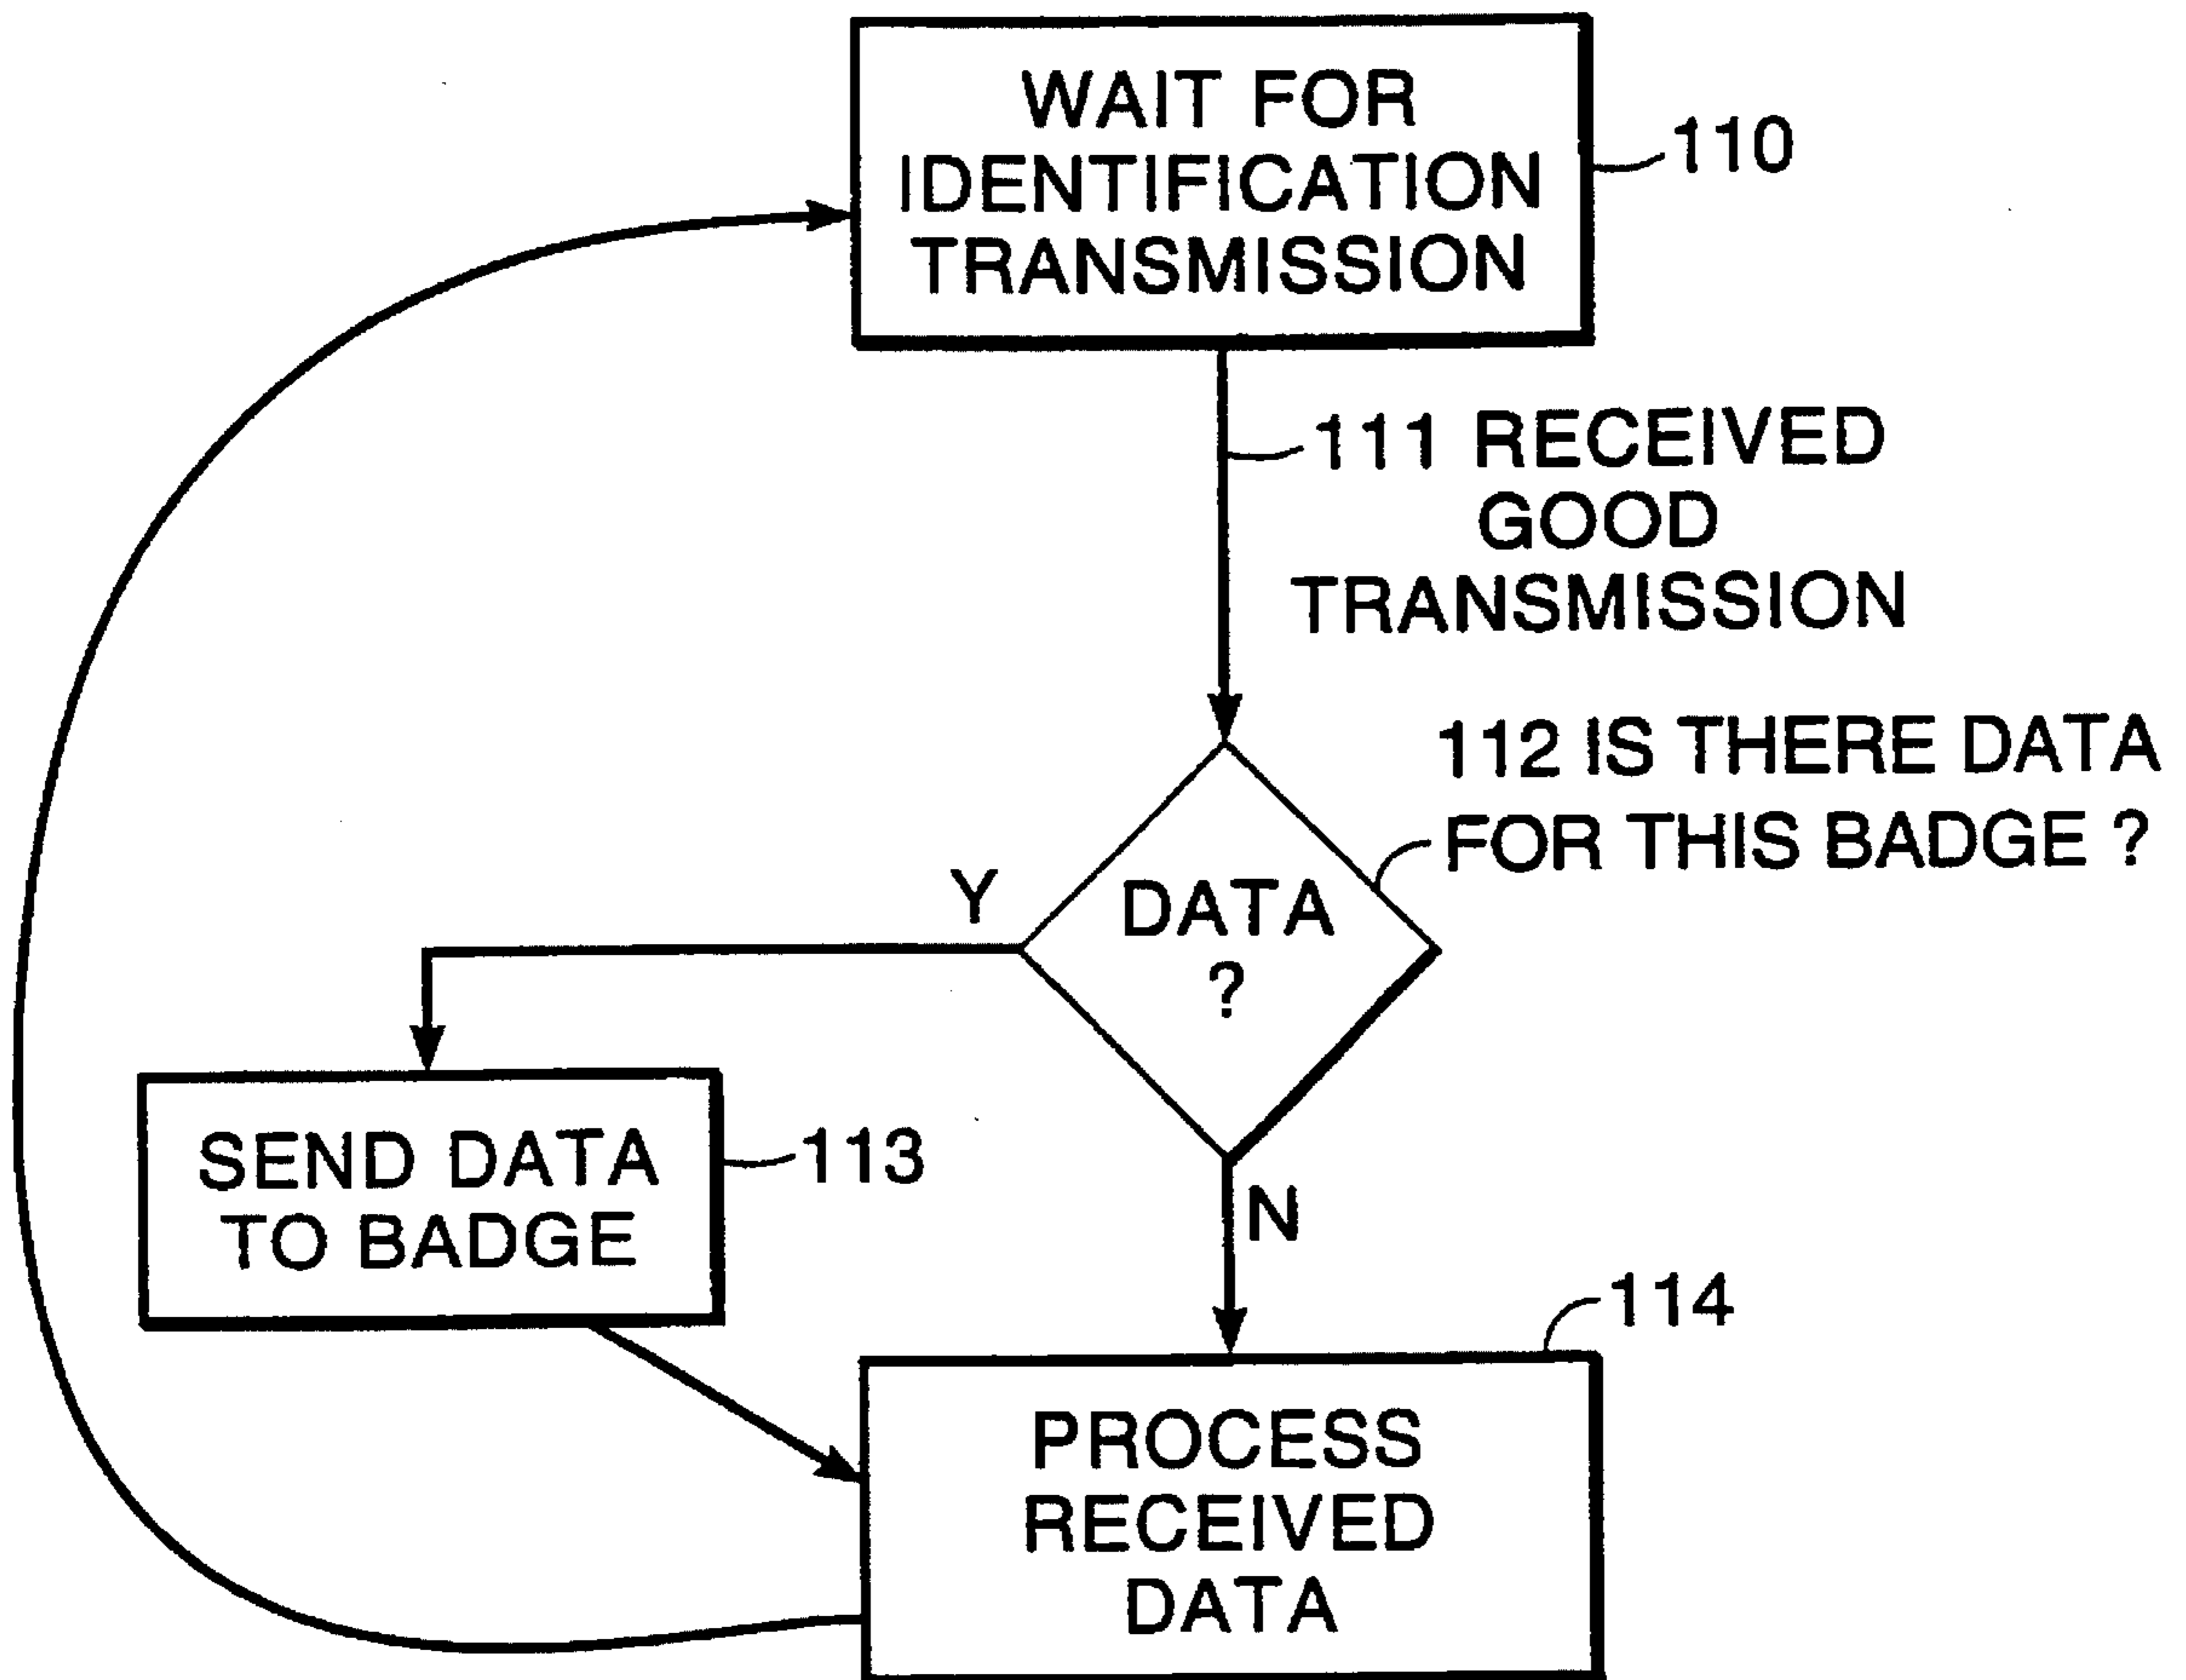 WAIT FOR
IDENTIFICATION
TRANSMISSION
110
111 RECEIVED
GOOD
TRANSMISSION
112 IS THERE DATA
FOR THIS BADGE ?
DATA
?
Y
N
SEND DATA
TO BADGE
113
114
PROCESS
RECEIVED
DATA